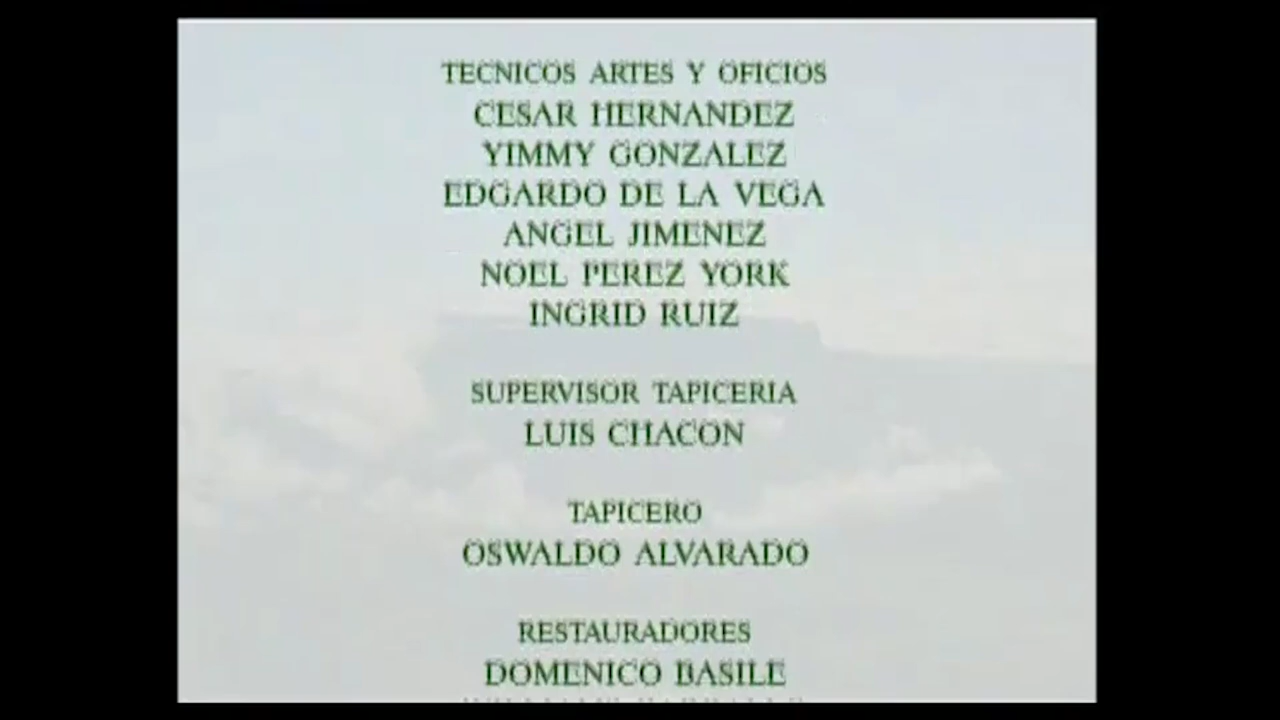 TECNICOS ARTES Y OFICIOS
CESAR HERNANDEZ
YIMMY GONZALEZ
EDGARDO DE LA VEGA
ANGEL JIMENEZ
NOEL PEREZ YORK
INGRID RUIZ
SUPERVISOR TAPICERIA
LUIS CHACON
TAPICERO
OSWALDO ALVARADO
RESTAURADORES
DOMENICO BASILE